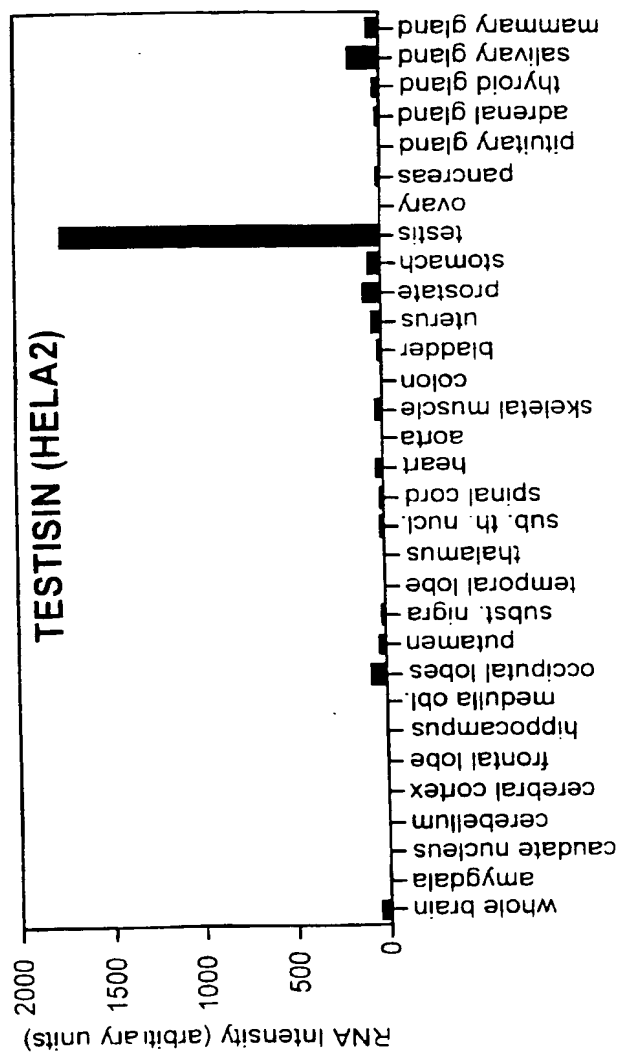 TESTISIN (HELA2)
RNA Intensity (arbitrary units)
2000
1500
1000
500
0
whole brain
amygdala
caudate nucleus
cerebellum
cerebral cortex
frontal lobe
hippocampus
medulla obl.
occiputal lobes
putamen
subst. nigra
temporal lobe
thalamus
sub. th. nucl.
spinal cord
heart
aorta
skeletal muscle
colon
bladder
uterus
prostate
stomach
testis
ovary
pancreas
pituitary gland
adrenal gland
thyroid gland
salivary gland
mammary gland